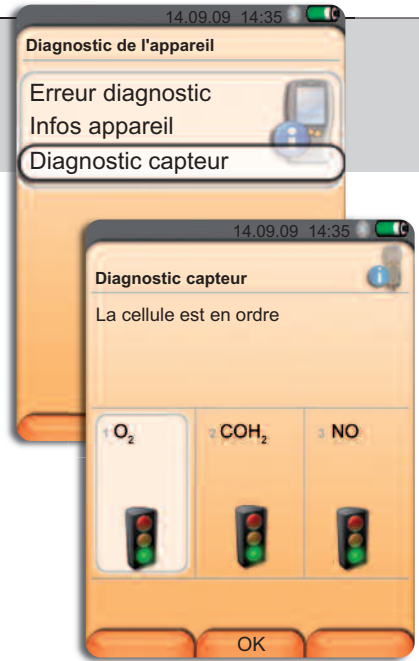 14.09.09 14:35
Diagnostic de l'appareil
Erreur diagnostic
Infos appareil
Diagnostic capteur
14.09.09 14:35
Diagnostic capteur
La cellule est en ordre
1 O₂ 2 COH₂ 3 NO
OK